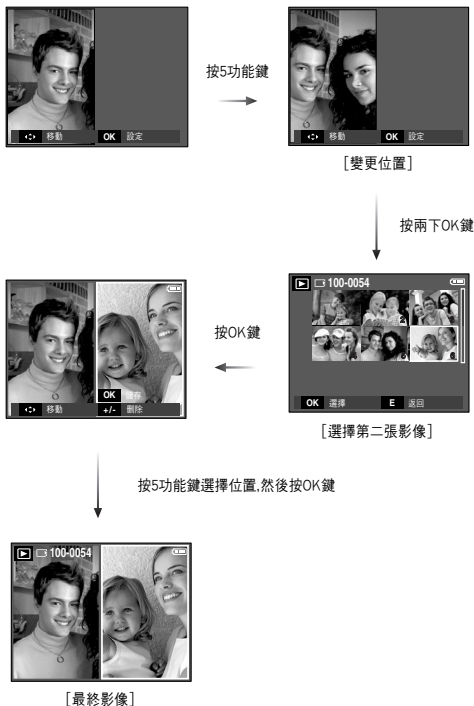 按5功能鍵
移動 OK 設定
移動 OK 設定
[變更位置]
按兩下OK鍵
100-0054
OK 選擇 E 返回
[選擇第二張影像]
按OK鍵
OK 儲存
移動 +/- 刪除
按5功能鍵選擇位置,然後按OK鍵
100-0054
[最終影像]